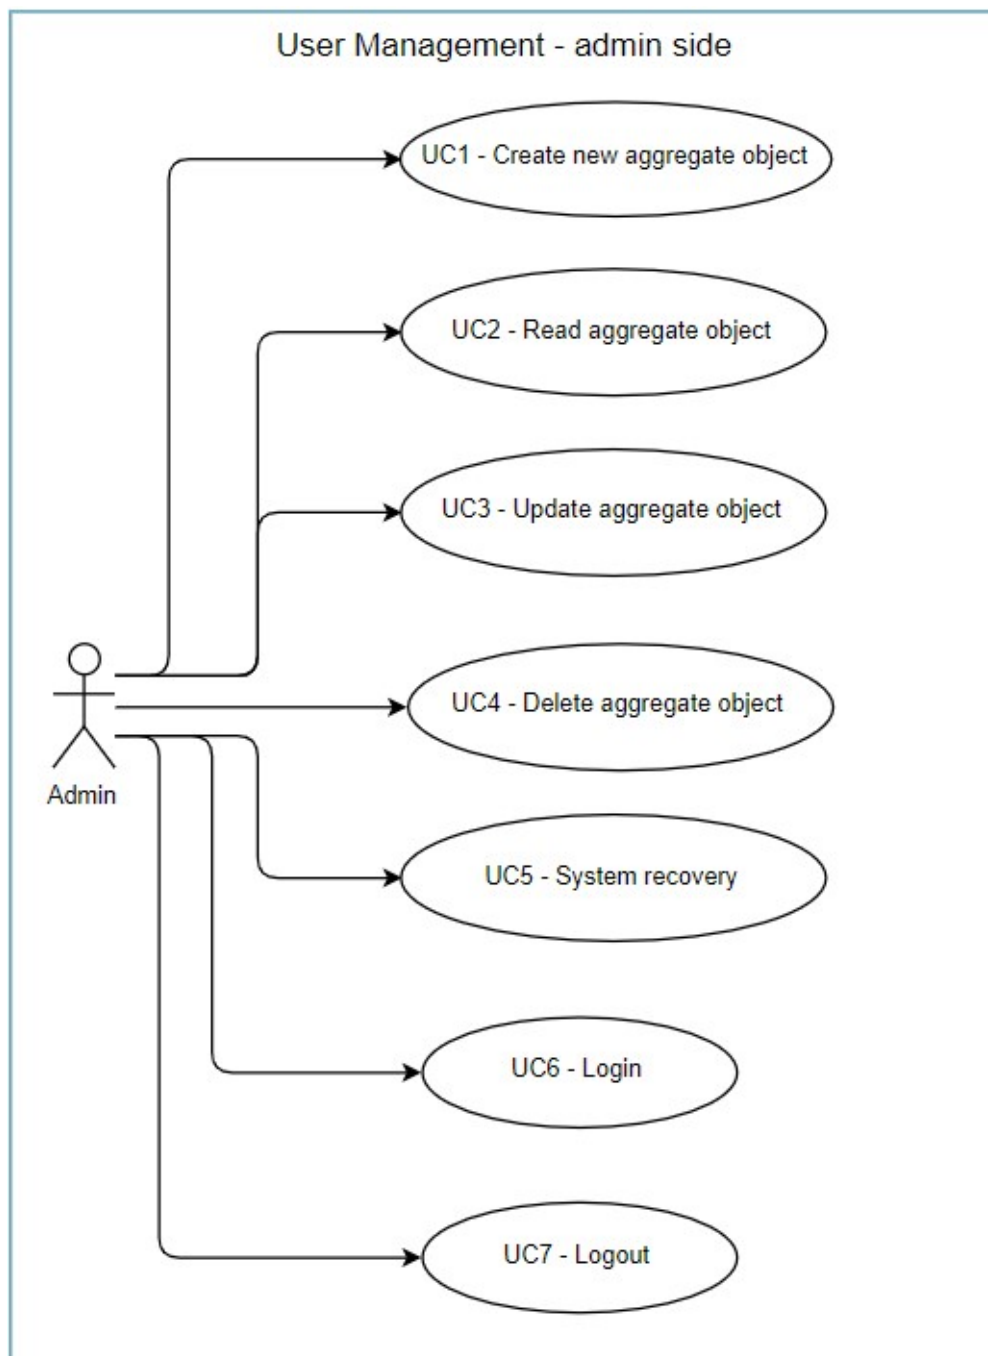 User Management - admin side
UC1 - Create new aggregate object
UC2 - Read aggregate object
UC3 - Update aggregate object
UC4 - Delete aggregate object
Admin
UC5 - System recovery
UC6 - Login
UC7 - Logout